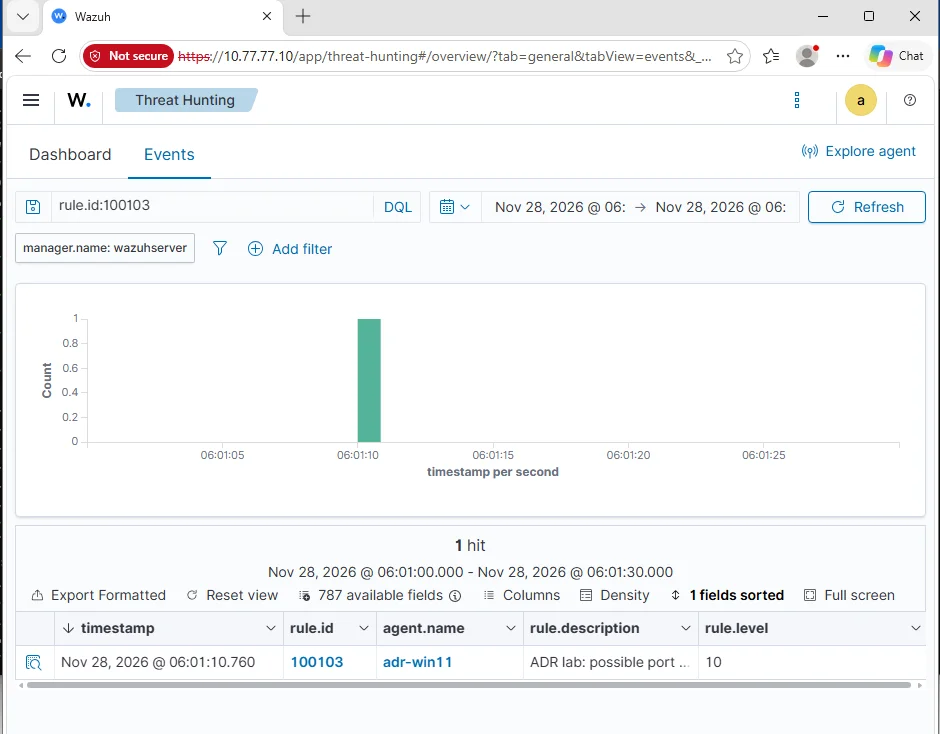 Wazuh
Not secure https://10.77.77.10/app/threat-hunting#/overview/?tab=general&tabView=events&_... Chat
W. Threat Hunting a
Dashboard Events Explore agent
rule.id:100103 DQL Nov 28, 2026 @ 06: → Nov 28, 2026 @ 06: Refresh
manager.name: wazuhserver Add filter
1
0.8
0.6
0.4
0.2
0
Count
06:01:05 06:01:10 06:01:15 06:01:20 06:01:25
timestamp per second
1 hit
Nov 28, 2026 @ 06:01:00.000 - Nov 28, 2026 @ 06:01:30.000
Export Formatted Reset view 787 available fields Columns Density 1 fields sorted Full screen
timestamp rule.id agent.name rule.description rule.level
Nov 28, 2026 @ 06:01:10.760 100103 adr-win11 ADR lab: possible port ... 10